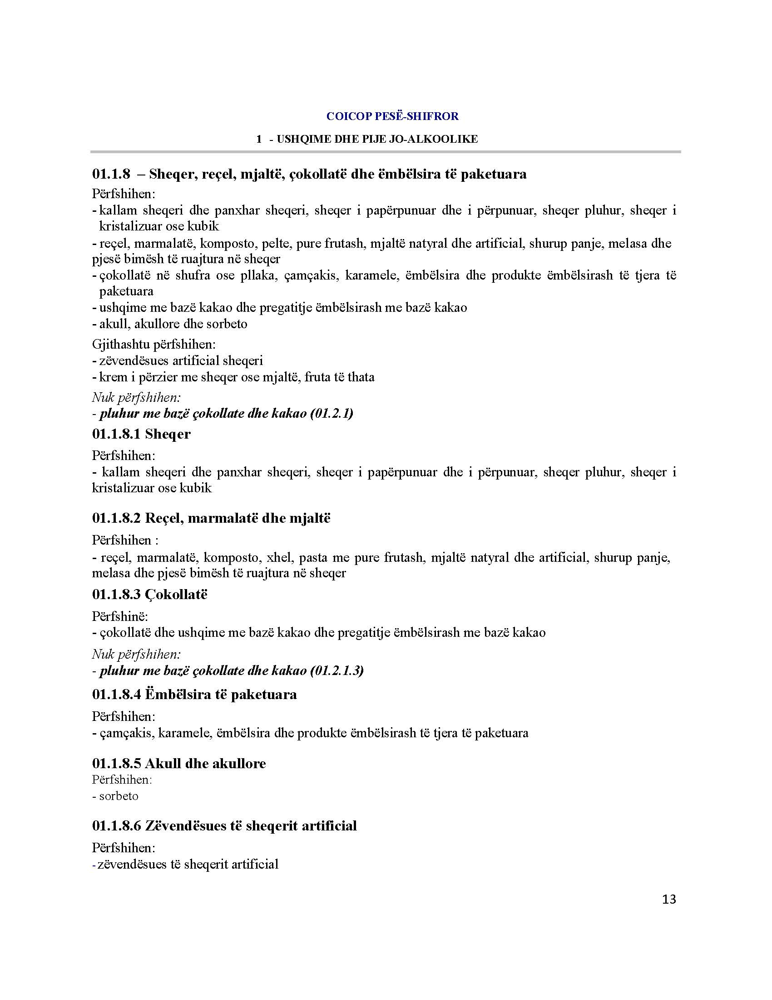 COICOP PESË-SHIFROR
1 - USHQIME DHE PIJE JO-ALKOOLIKE
01.1.8 – Sheqer, reçel, mjaltë, çokollatë dhe ëmbëlsira të paketuara
Përfshihen:
- kallam sheqeri dhe panxhar sheqeri, sheqer i papërpunuar dhe i përpunuar, sheqer pluhur, sheqer i
kristalizuar ose kubik
- reçel, marmalatë, komposto, pelte, pure frutash, mjaltë natyral dhe artificial, shurup panje, melasa dhe
pjesë bimësh të ruajtura në sheqer
- çokollatë në shufra ose pllaka, çamçakis, karamele, ëmbëlsira dhe produkte ëmbëlsirash të tjera të
paketuara
- ushqime me bazë kakao dhe pregatitje ëmbëlsirash me bazë kakao
- akull, akullore dhe sorbeto
Gjithashtu përfshihen:
- zëvendësues artificial sheqeri
- krem i përzier me sheqer ose mjaltë, fruta të thata
Nuk përfshihen:
- pluhur me bazë çokollate dhe kakao (01.2.1)
01.1.8.1 Sheqer
Përfshihen:
- kallam sheqeri dhe panxhar sheqeri, sheqer i papërpunuar dhe i përpunuar, sheqer pluhur, sheqer i
kristalizuar ose kubik
01.1.8.2 Reçel, marmalatë dhe mjaltë
Përfshihen :
- reçel, marmalatë, komposto, xhel, pasta me pure frutash, mjaltë natyral dhe artificial, shurup panje,
melasa dhe pjesë bimësh të ruajtura në sheqer
01.1.8.3 Çokollatë
Përfshinë:
- çokollatë dhe ushqime me bazë kakao dhe pregatitje ëmbëlsirash me bazë kakao
Nuk përfshihen:
- pluhur me bazë çokollate dhe kakao (01.2.1.3)
01.1.8.4 Ëmbëlsira të paketuara
Përfshihen:
- çamçakis, karamele, ëmbëlsira dhe produkte ëmbëlsirash të tjera të paketuara
01.1.8.5 Akull dhe akullore
Përfshihen:
- sorbeto
01.1.8.6 Zëvendësues të sheqerit artificial
Përfshihen:
- zëvendësues të sheqerit artificial
13